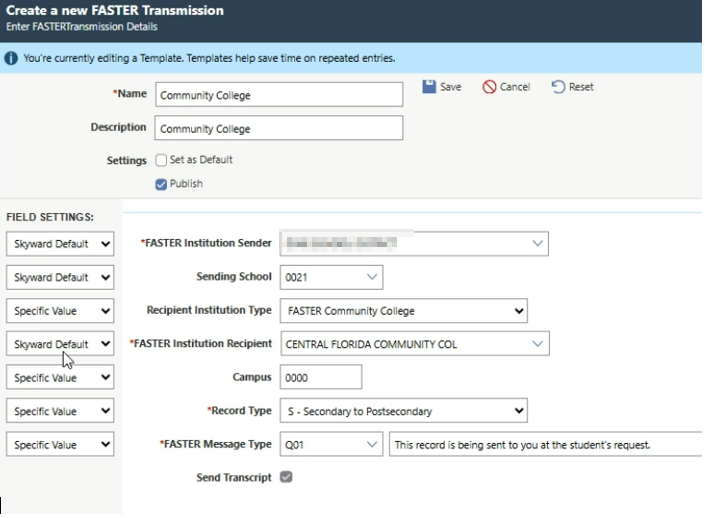 Create a new FASTER Transmission
Enter FASTERTransmission Details
You're currently editing a Template. Templates help save time on repeated entries.
*Name Community College Save Cancel Reset
Description Community College
Settings Set as Default
Publish
FIELD SETTINGS:
Skyward Default *FASTER Institution Sender
Skyward Default Sending School 0021
Specific Value Recipient Institution Type FASTER Community College
Skyward Default *FASTER Institution Recipient CENTRAL FLORIDA COMMUNITY COL
Specific Value Campus 0000
Specific Value *Record Type S - Secondary to Postsecondary
Specific Value *FASTER Message Type Q01 This record is being sent to you at the student's request.
Send Transcript